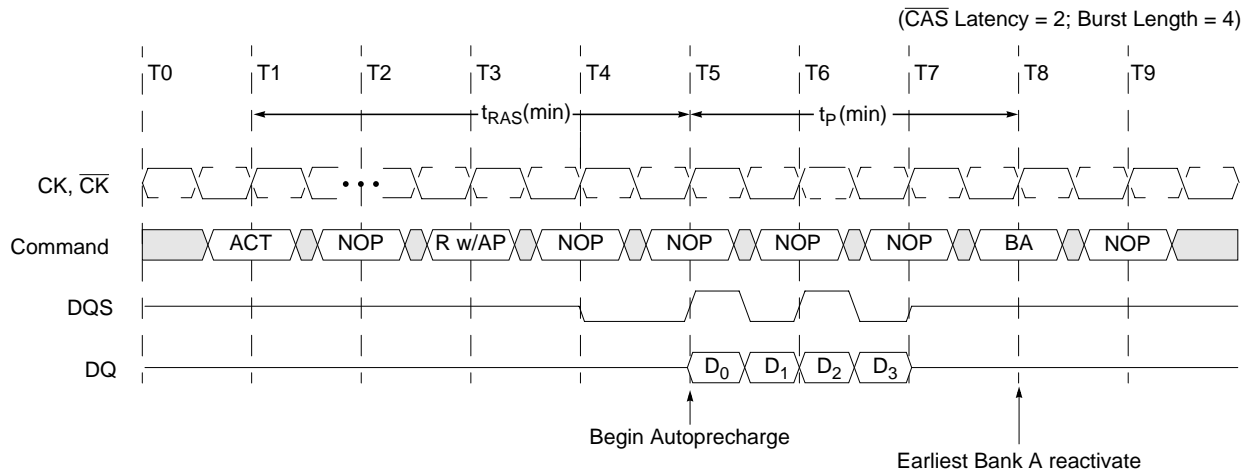 (CAS Latency = 2; Burst Length = 4)
T0 T1 T2 T3 T4 T5 T6 T7 T8 T9
tRAS(min) tP(min)
CK, CK
Command ACT NOP R w/AP NOP NOP NOP NOP BA NOP
DQS
DQ D0 D1 D2 D3
Begin Autoprecharge
Earliest Bank A reactivate